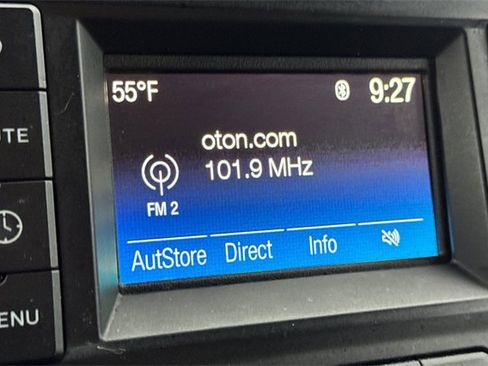 55°F 9:27
oton.com
101.9 MHz
FM 2
AutStore Direct Info
UTE
ENU